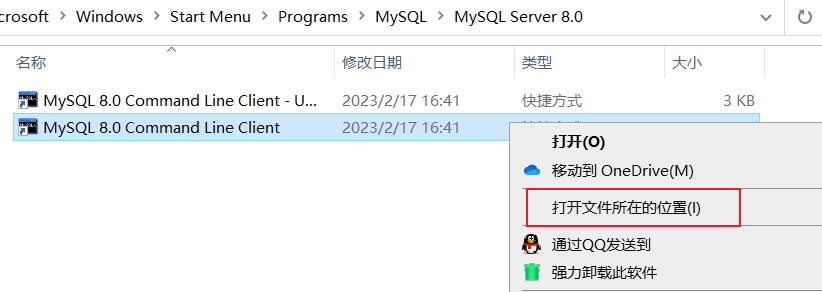 crosoft > Windows > Start Menu > Programs > MySQL > MySQL Server 8.0
名称 修改日期 类型 大小
MySQL 8.0 Command Line Client - U... 2023/2/17 16:41 快捷方式 3 KB
MySQL 8.0 Command Line Client 2023/2/17 16:41
打开(O)
移动到 OneDrive(M)
打开文件所在的位置(I)
通过QQ发送到
强力卸载此软件